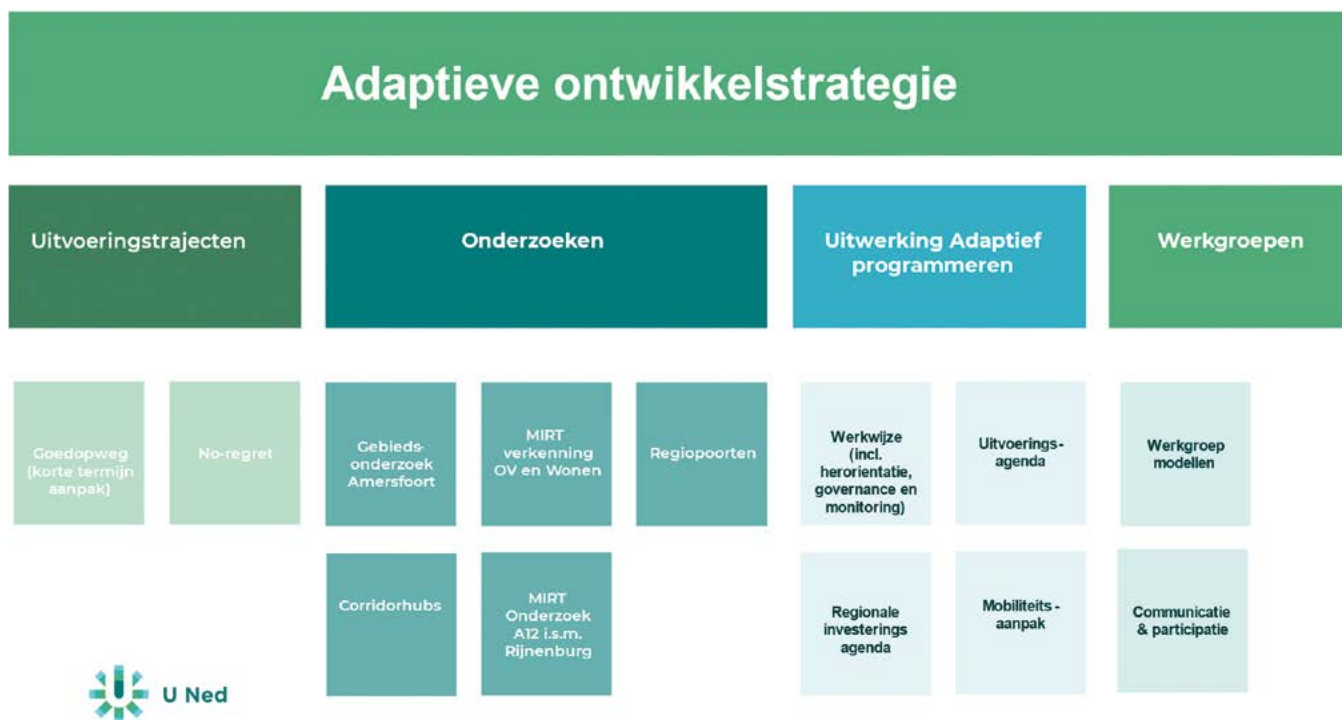 Adaptieve ontwikkelstrategie
Uitvoeringstrajecten
Onderzoeken
Uitwerking Adaptief
programmeren
Werkgroepen
Goedopweg
(korte termijn
aanpak)
No-regret
Gebieds-
onderzoek
Amersfoort
MIRT
verkenning
OV en Wonen
Regiopoorten
Werkwijze
(incl.
herorientatie,
governance en
monitoring)
Uitvoerings-
agenda
Werkgroep
modellen
Corridorhubs
MIRT
Onderzoek
A12 i.s.m.
Rijnenburg
Regionale
investerings
agenda
Mobiliteits -
aanpak
Communicatie
& participatie
U Ned